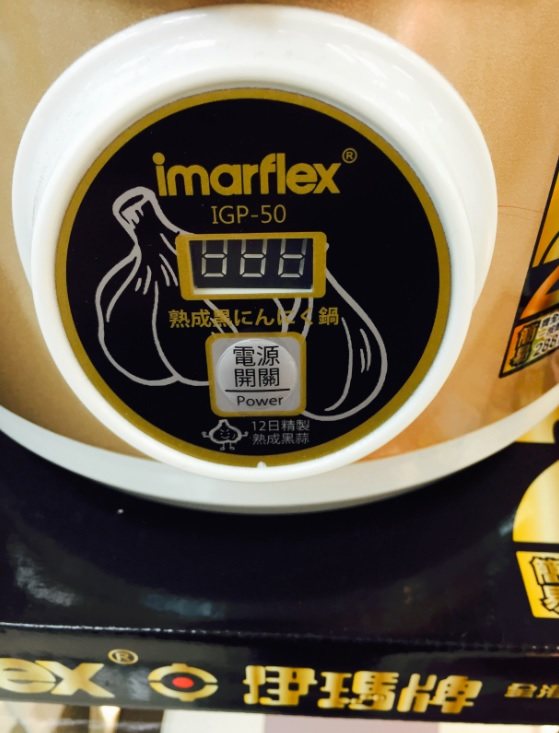 imarflex®
IGP-50
熟成黒にんにく鍋
電源
開關
Power
12日精製
熟成黑蒜
ex® 伊瑪牌